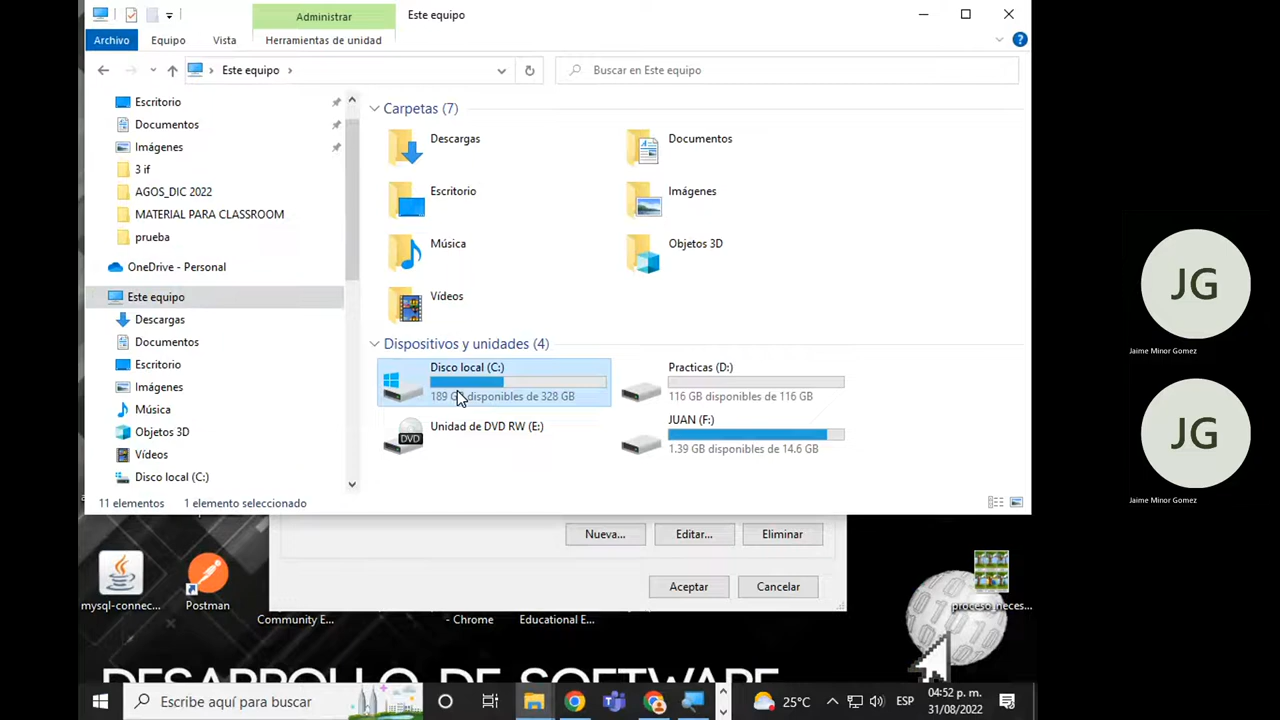 Administrar
Este equipo
Archivo
Equipo
Vista
Herramientas de unidad
Este equipo
Buscar en Este equipo
Escritorio
Documentos
Imágenes
3 if
AGOS_DIC 2022
MATERIAL PARA CLASSROOM
prueba
OneDrive - Personal
Este equipo
Descargas
Documentos
Escritorio
Imágenes
Música
Objetos 3D
Vídeos
Disco local (C:)
Carpetas (7)
Descargas
Documentos
Escritorio
Imágenes
Música
Objetos 3D
Vídeos
Dispositivos y unidades (4)
Disco local (C:)
189 GB disponibles de 328 GB
Practicas (D:)
116 GB disponibles de 116 GB
DVD
Unidad de DVD RW (E:)
JUAN (F:)
1.39 GB disponibles de 14.6 GB
11 elementos
1 elemento seleccionado
Nueva...
Editar...
Eliminar
Aceptar
Cancelar
mysql-connec...
Postman
Community E...
- Chrome
Educational E...
proceso_neces...
DESARROLLO DE SOFTWARE
Escribe aquí para buscar
25°C
ESP
04:52 p. m.
31/08/2022
JG
Jaime Minor Gomez
JG
Jaime Minor Gomez